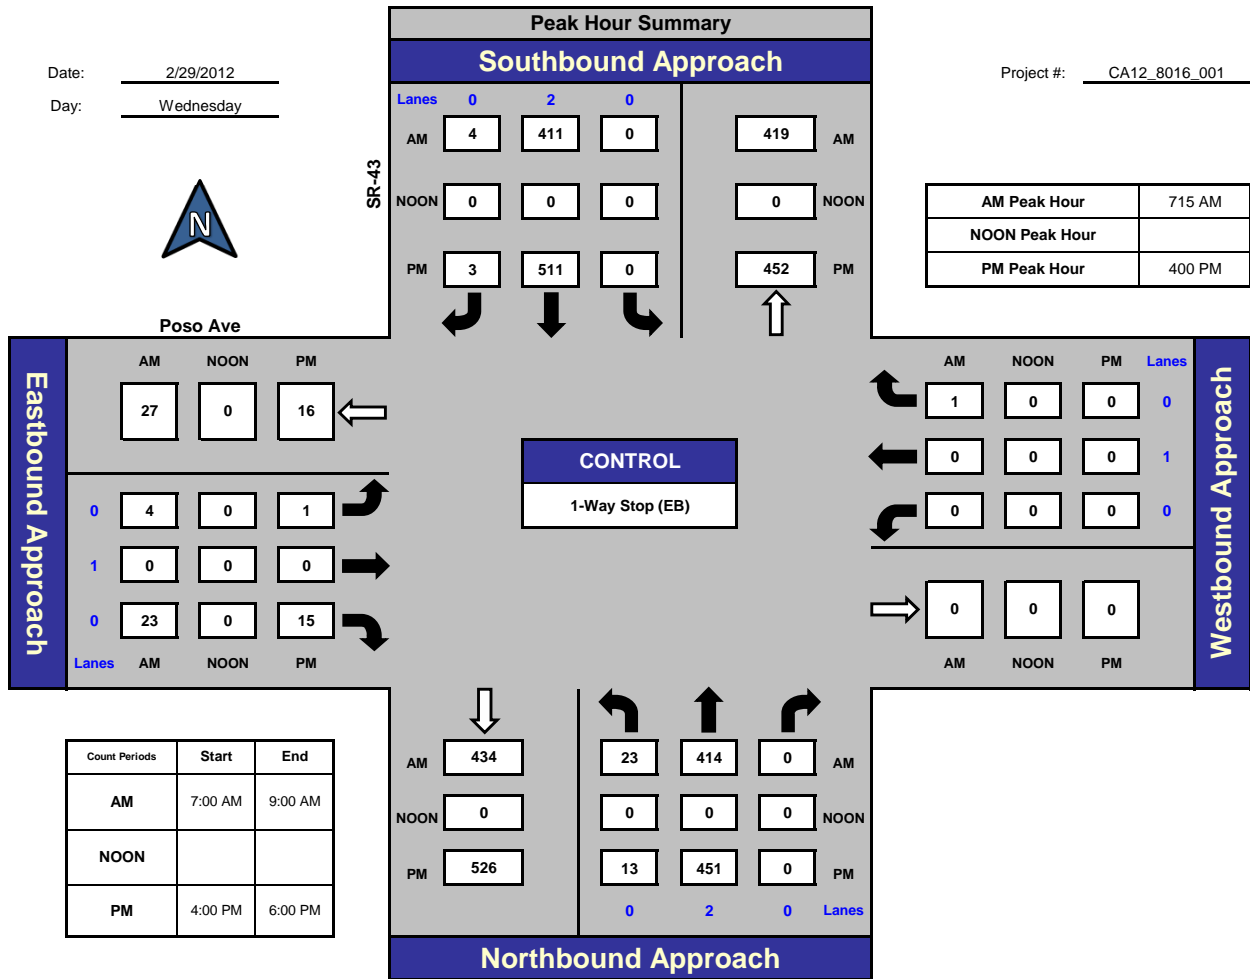 Peak Hour Summary
Southbound Approach
Date: 2/29/2012
Project #: CA12_8016_001
Day: Wednesday
Lanes 0 2 0
AM 4 411 0 419 AM
SR-43
NOON 0 0 0 0 NOON
PM 3 511 0 452 PM
N
AM Peak Hour 715 AM
NOON Peak Hour
PM Peak Hour 400 PM
Poso Ave
Eastbound Approach
AM NOON PM
27 0 16
0 4 0 1
1 0 0 0
0 23 0 15
Lanes AM NOON PM
CONTROL
1-Way Stop (EB)
AM NOON PM Lanes
1 0 0 0
0 0 0 1
0 0 0 0
0 0 0
AM NOON PM
Westbound Approach
Count Periods Start End
AM 7:00 AM 9:00 AM
NOON
PM 4:00 PM 6:00 PM
AM 434 23 414 0 AM
NOON 0 0 0 0 NOON
PM 526 13 451 0 PM
0 2 0 Lanes
Northbound Approach